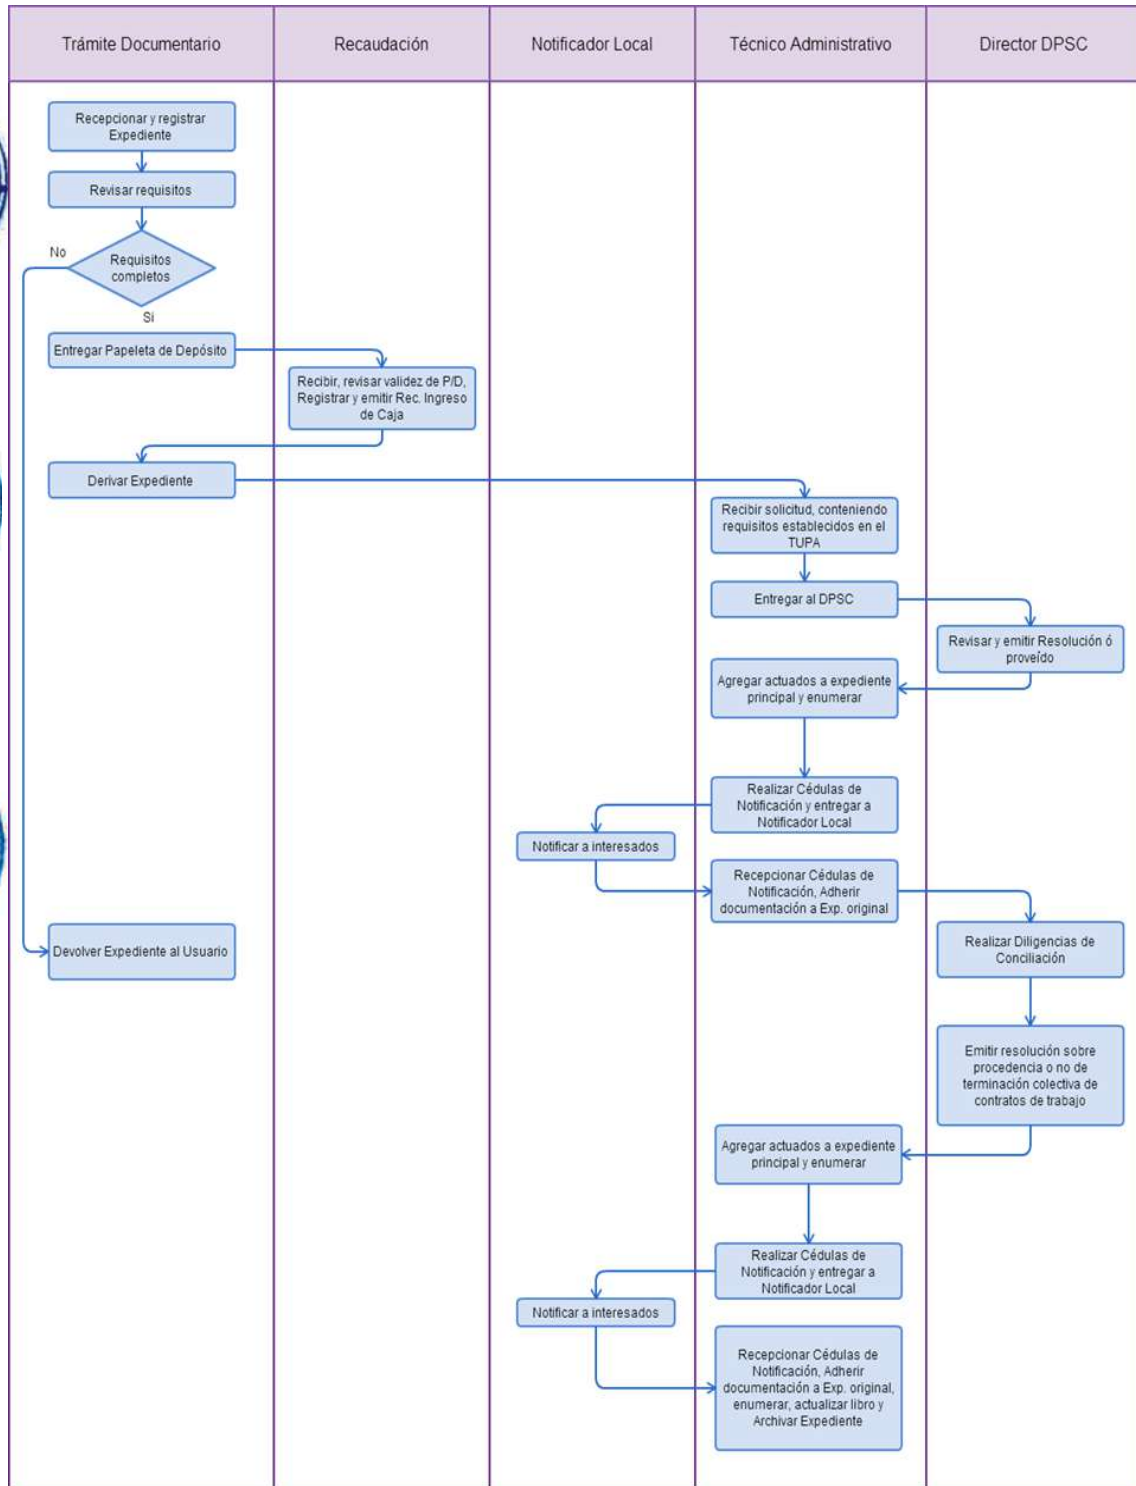 Trámite Documentario
Recaudación
Notificador Local
Técnico Administrativo
Director DPSC
Recepcionar y registrar
Expediente
Revisar requisitos
No
Requisitos
completos
Si
Entregar Papeleta de Depósito
Recibir, revisar validez de P/D,
Registrar y emitir Rec. Ingreso
de Caja
Derivar Expediente
Recibir solicitud, conteniendo
requisitos establecidos en el
TUPA
Entregar al DPSC
Revisar y emitir Resolución ó
proveído
Agregar actuados a expediente
principal y enumerar
Realizar Cédulas de
Notificación y entregar a
Notificador Local
Notificar a interesados
Recepcionar Cédulas de
Notificación, Adherir
documentación a Exp. original
Devolver Expediente al Usuario
Realizar Diligencias de
Conciliación
Emitir resolución sobre
procedencia o no de
terminación colectiva de
contratos de trabajo
Agregar actuados a expediente
principal y enumerar
Realizar Cédulas de
Notificación y entregar a
Notificador Local
Notificar a interesados
Recepcionar Cédulas de
Notificación, Adherir
documentación a Exp. original,
enumerar, actualizar libro y
Archivar Expediente